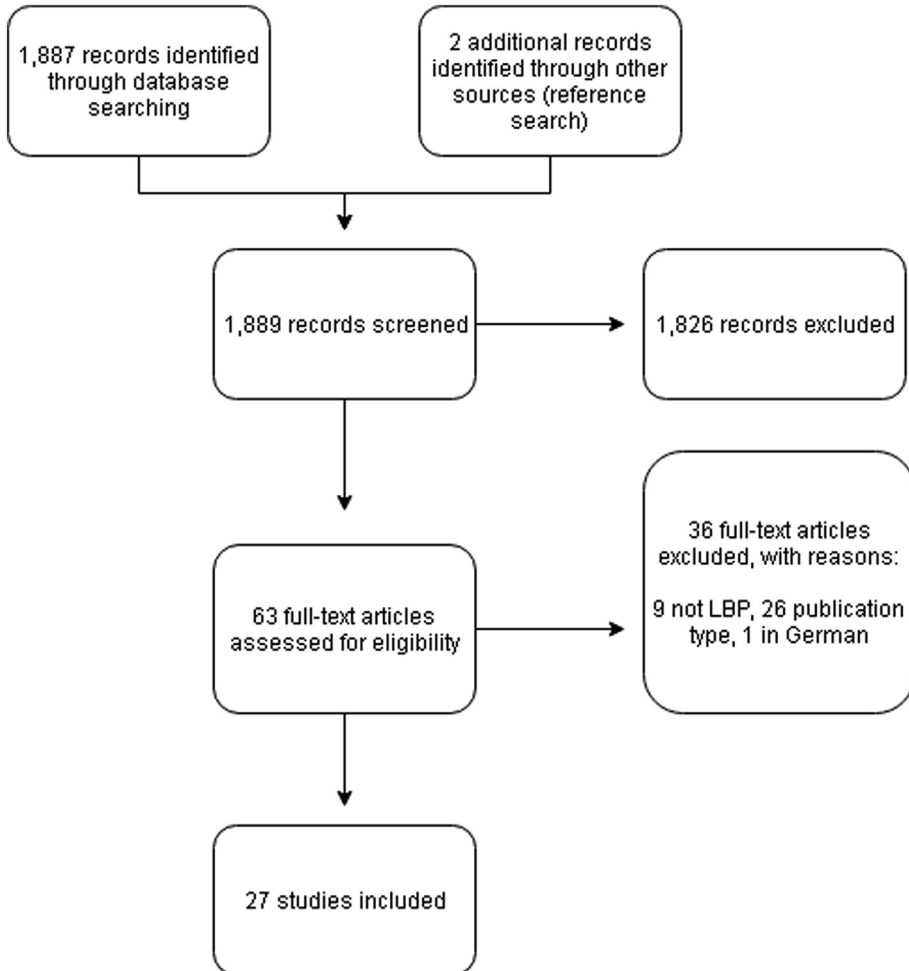 1,887 records identified
through database
searching
2 additional records
identified through other
sources (reference
search)
1,889 records screened
1,826 records excluded
63 full-text articles
assessed for eligibility
36 full-text articles
excluded, with reasons:
9 not LBP, 26 publication
type, 1 in German
27 studies included